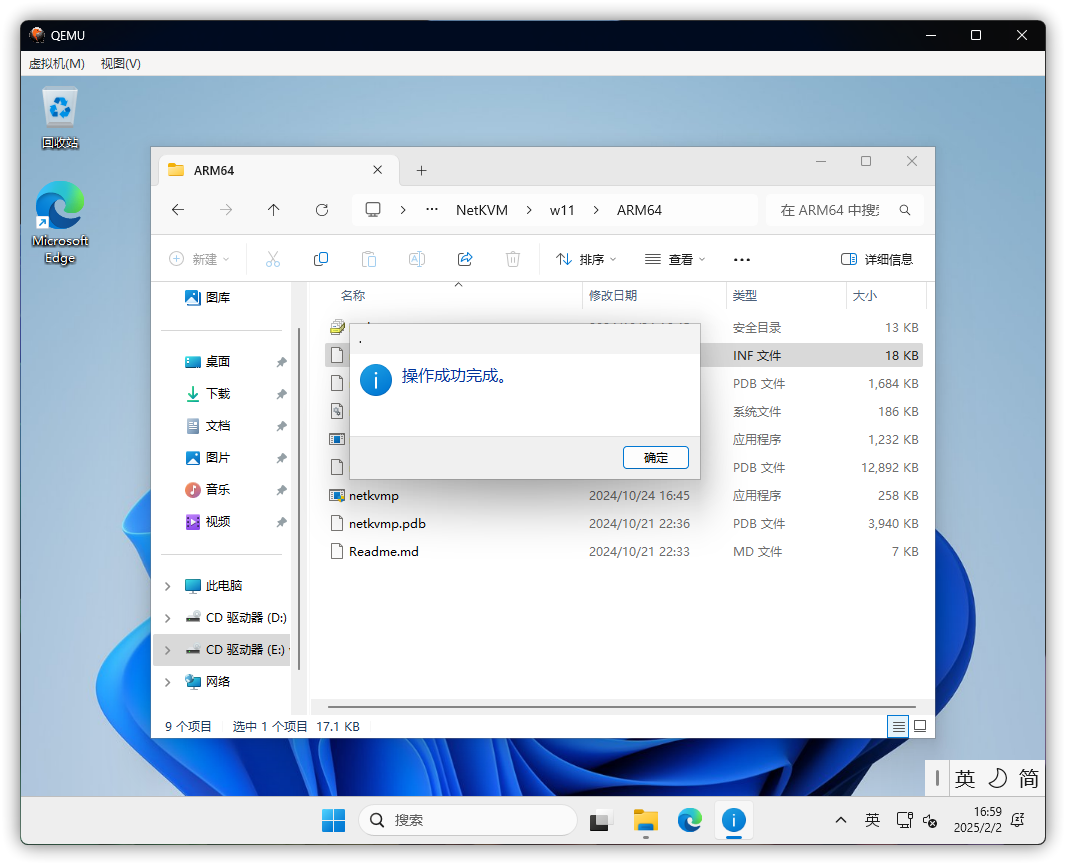 QEMU
虚拟机(M) 视图(V)
回收站
Microsoft
Edge
ARM64
··· NetKVM w11 ARM64
在 ARM64 中搜
新建
排序 查看 ··· 详细信息
图库
桌面
下载
文档
图片
音乐
视频
此电脑
CD 驱动器 (D:)
CD 驱动器 (E:)
网络
名称 修改日期 类型 大小
安全目录 13 KB
INF 文件 18 KB
PDB 文件 1,684 KB
系统文件 186 KB
应用程序 1,232 KB
PDB 文件 12,892 KB
netkvmp 2024/10/24 16:45 应用程序 258 KB
netkvmp.pdb 2024/10/21 22:36 PDB 文件 3,940 KB
Readme.md 2024/10/21 22:33 MD 文件 7 KB
.
操作成功完成。
确定
9 个项目 选中 1 个项目 17.1 KB
英 简
搜索
英
16:59
2025/2/2